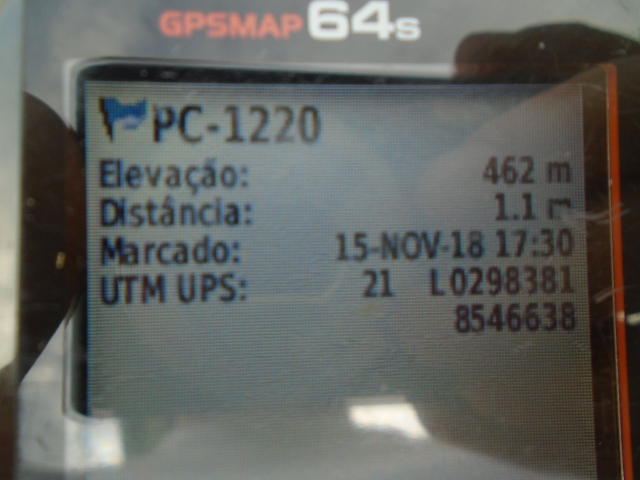 GPSMAP 64s
PC-1220
Elevação: 462 m
Distância: 1.1 m
Marcado: 15-NOV-18 17:30
UTM UPS: 21 L0298381
8546638